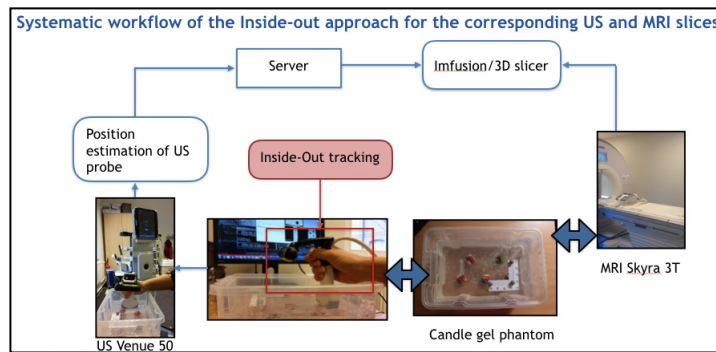 Systematic workflow of the Inside-out approach for the corresponding US and MRI slices
Server
Imfusion/3D slicer
Position
estimation of US
probe
Inside-Out tracking
MRI Skyra 3T
Candle gel phantom
US Venue 50